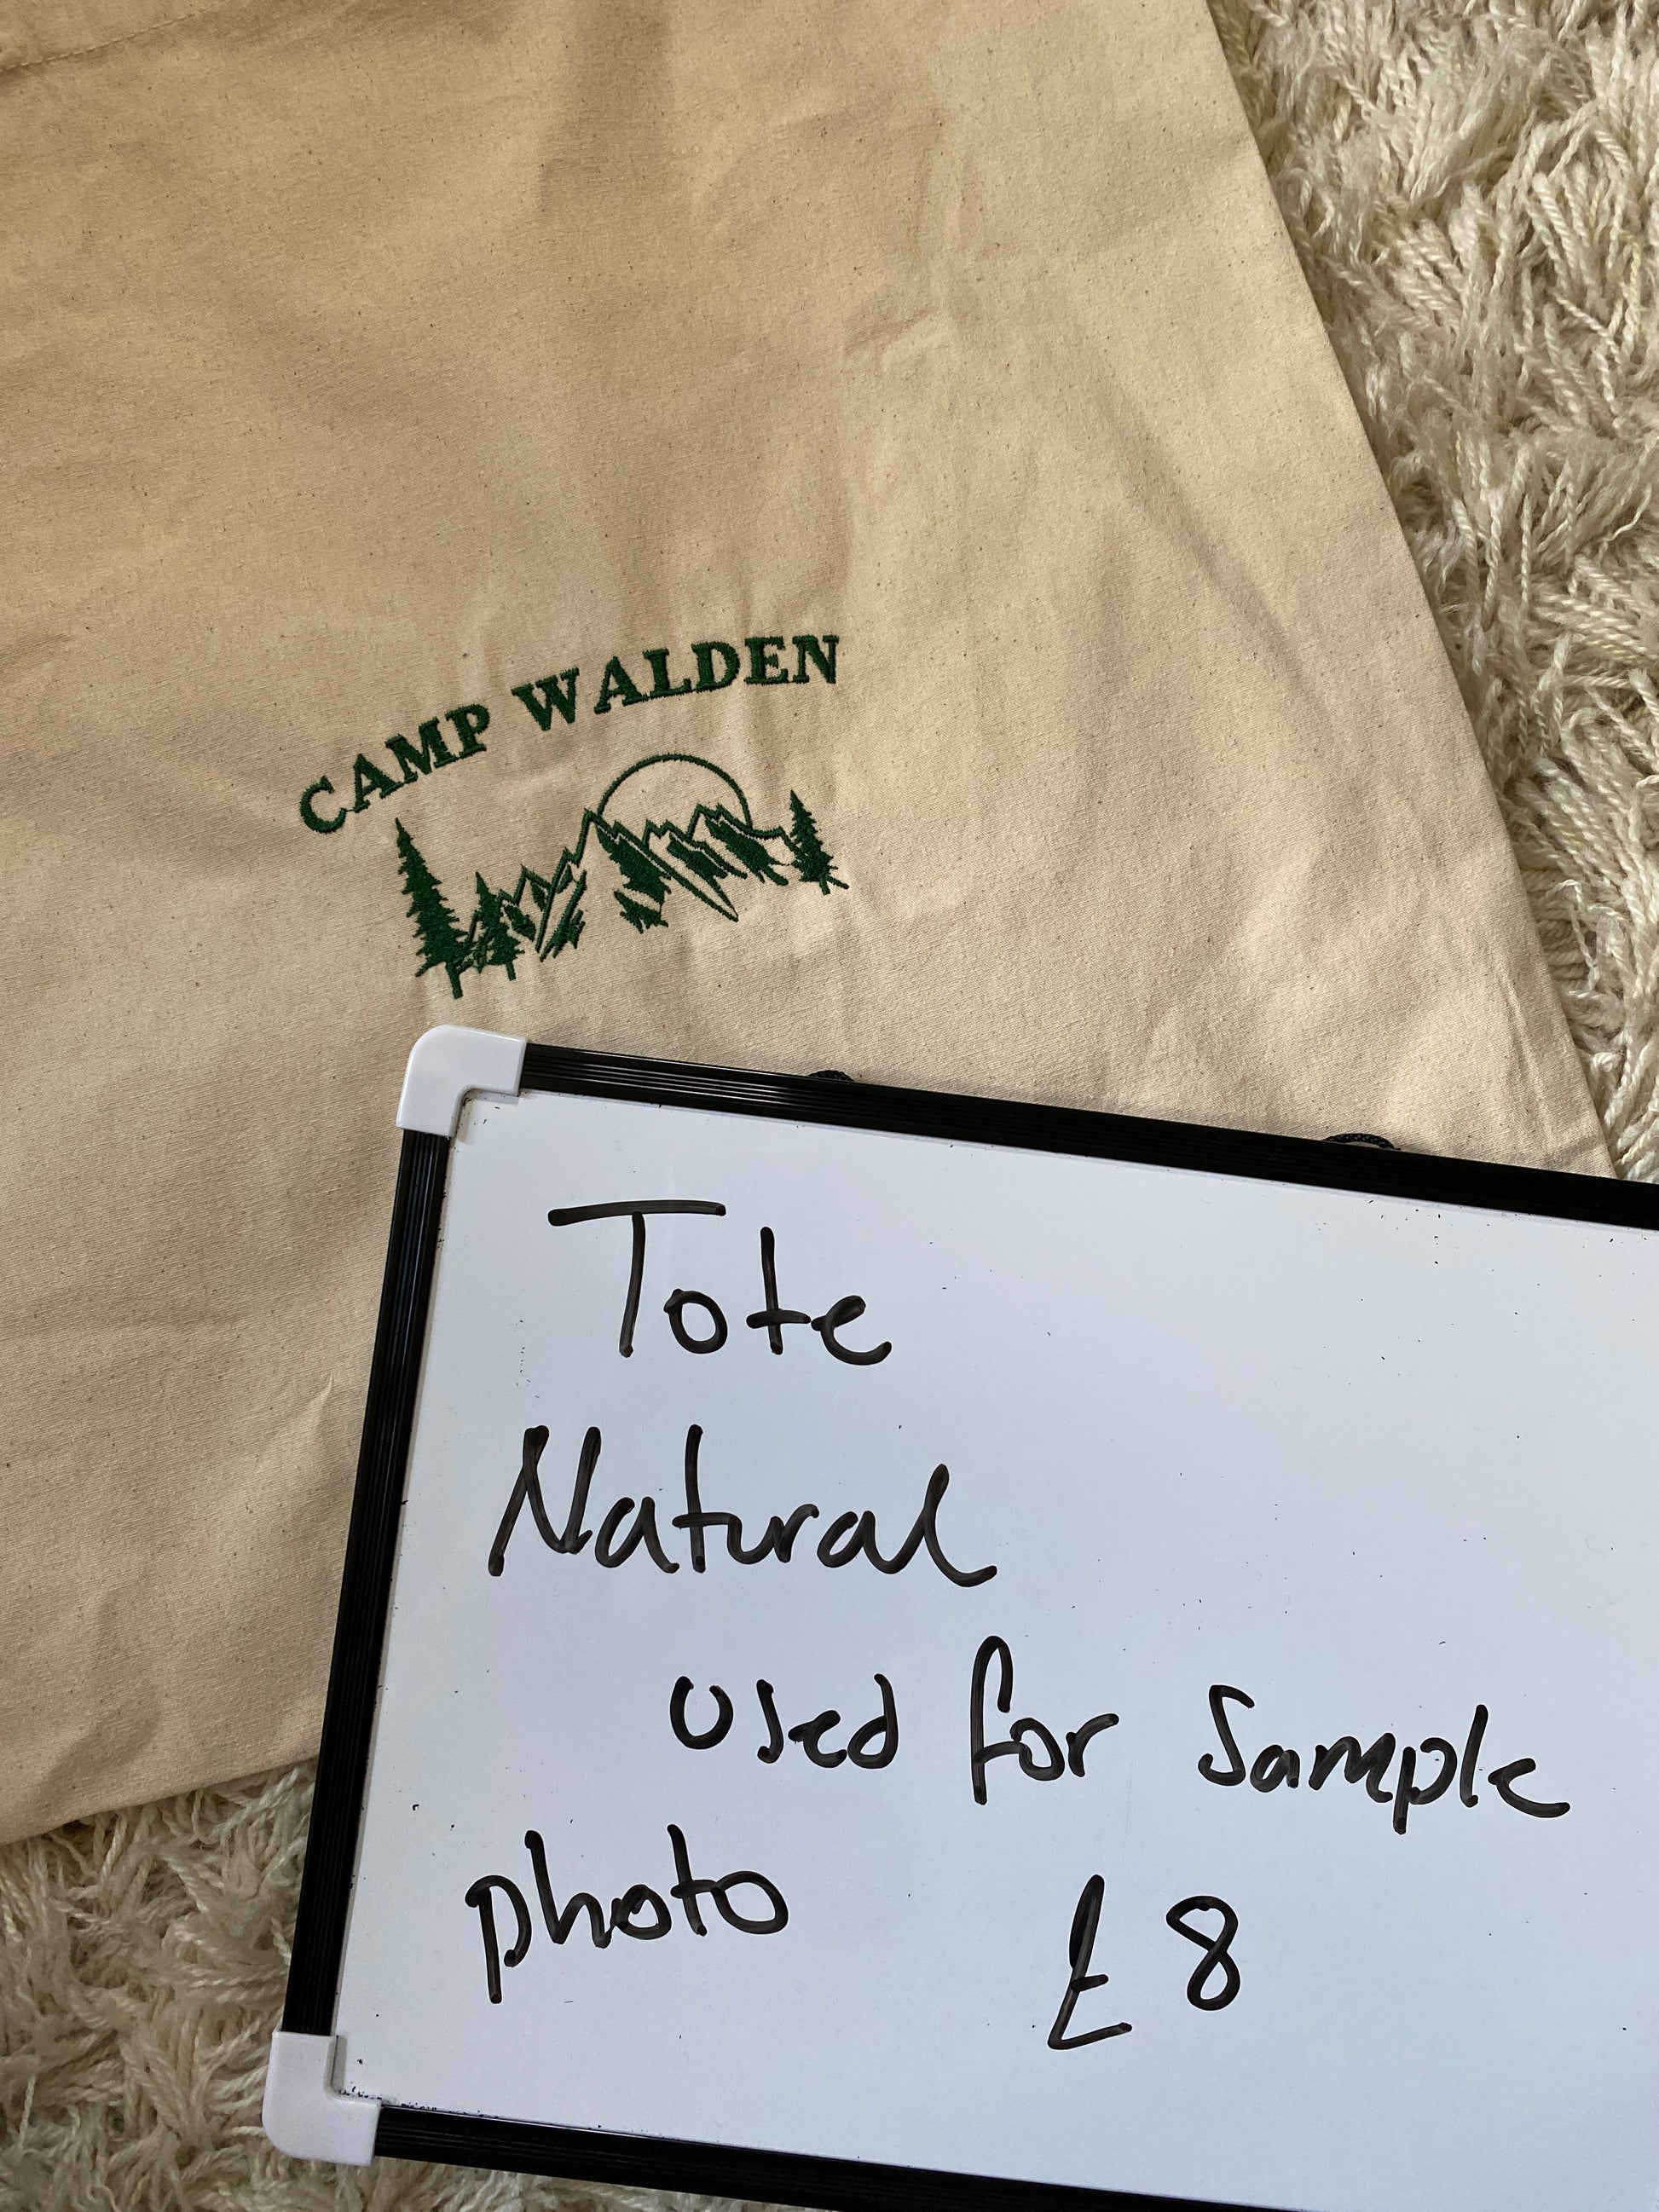 CAMP WALDEN
Tote
Natural
Used for Sample
photo £8